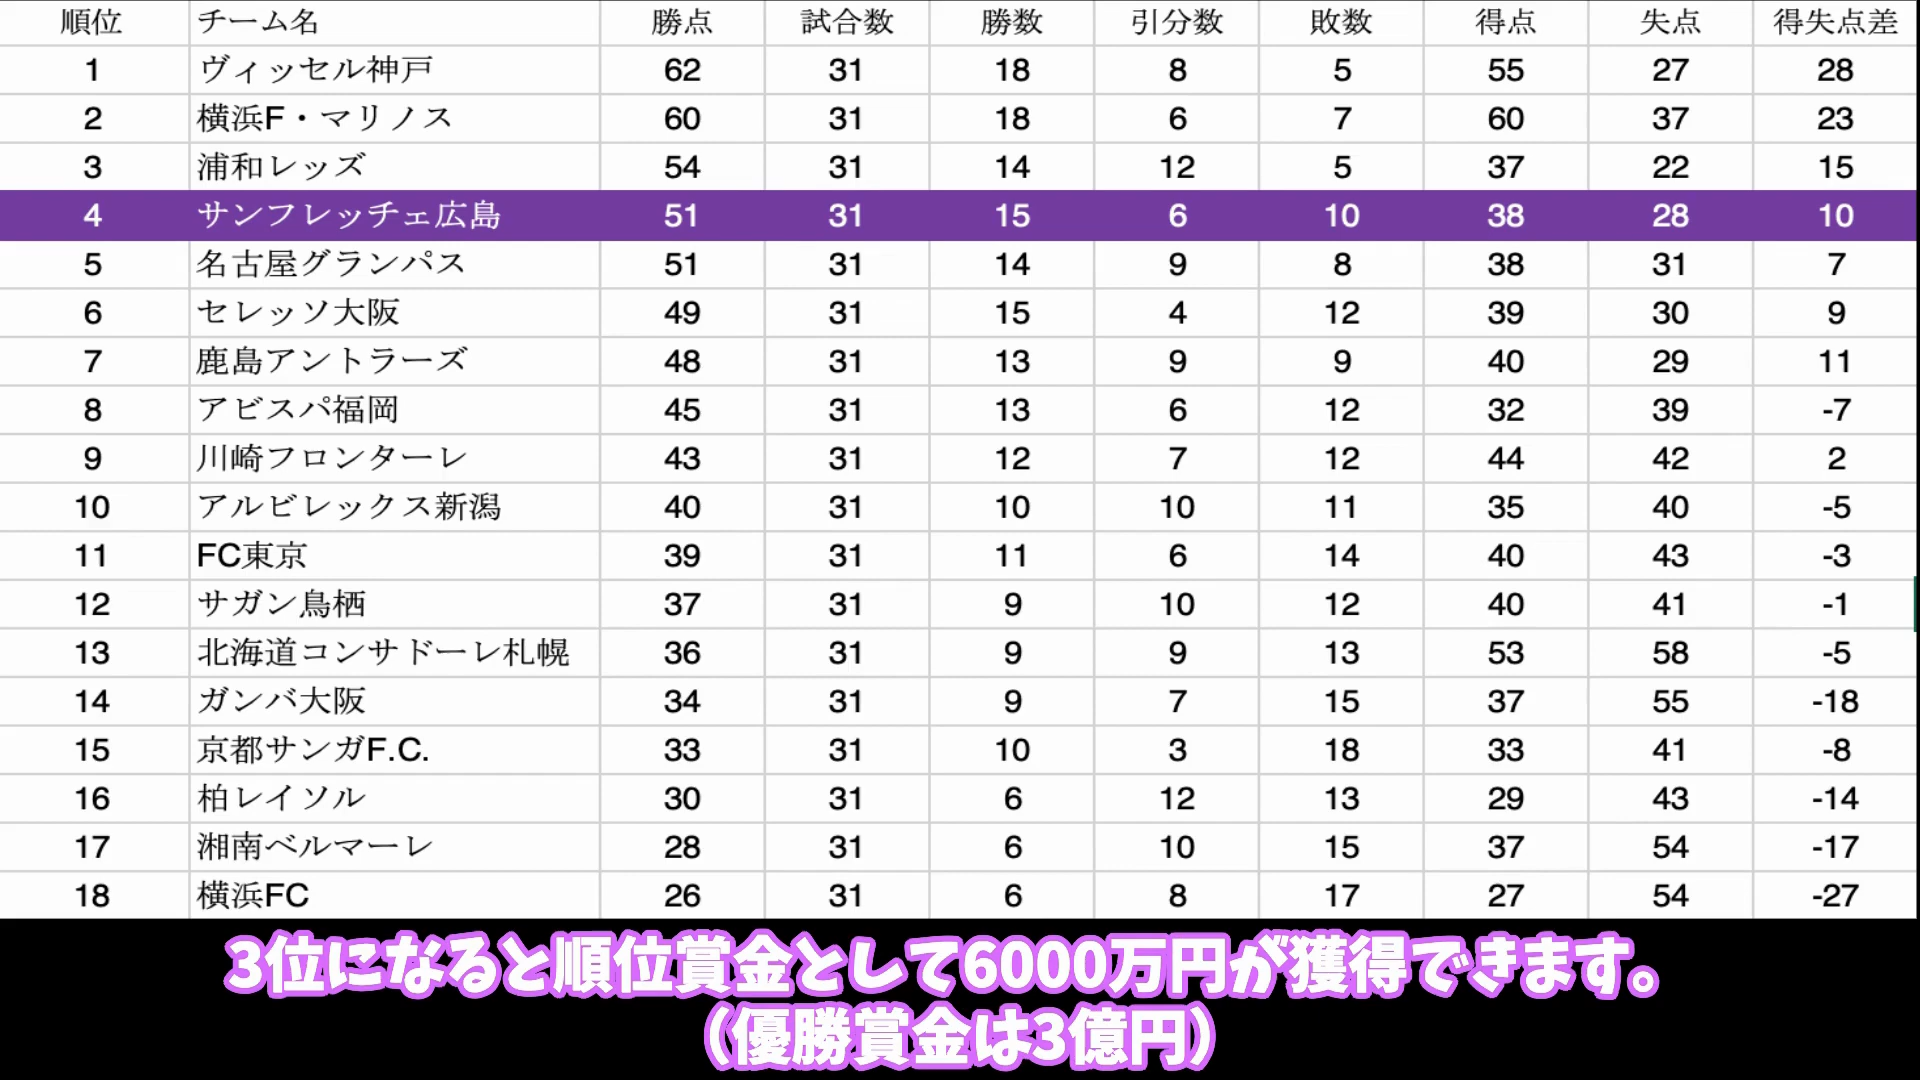 順位 チーム名 勝点 試合数 勝数 引分数 敗数 得点 失点 得失点差
1 ヴィッセル神戸 62 31 18 8 5 55 27 28
2 横浜F・マリノス 60 31 18 6 7 60 37 23
3 浦和レッズ 54 31 14 12 5 37 22 15
4 サンフレッチェ広島 51 31 15 6 10 38 28 10
5 名古屋グランパス 51 31 14 9 8 38 31 7
6 セレッソ大阪 49 31 15 4 12 39 30 9
7 鹿島アントラーズ 48 31 13 9 9 40 29 11
8 アビスパ福岡 45 31 13 6 12 32 39 -7
9 川崎フロンターレ 43 31 12 7 12 44 42 2
10 アルビレックス新潟 40 31 10 10 11 35 40 -5
11 FC東京 39 31 11 6 14 40 43 -3
12 サガン鳥栖 37 31 9 10 12 40 41 -1
13 北海道コンサドーレ札幌 36 31 9 9 13 53 58 -5
14 ガンバ大阪 34 31 9 7 15 37 55 -18
15 京都サンガF.C. 33 31 10 3 18 33 41 -8
16 柏レイソル 30 31 6 12 13 29 43 -14
17 湘南ベルマーレ 28 31 6 10 15 37 54 -17
18 横浜FC 26 31 6 8 17 27 54 -27
3位になると順位賞金として6000万円が獲得できます。
（優勝賞金は3億円）